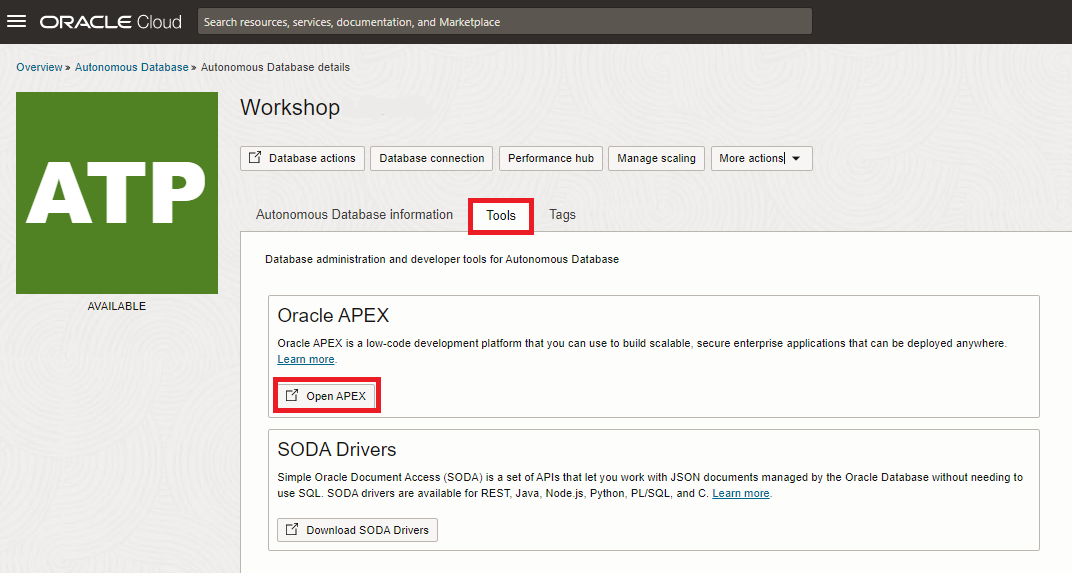 ORACLE Cloud
Search resources, services, documentation, and Marketplace
Overview » Autonomous Database » Autonomous Database details
ATP
AVAILABLE
Workshop
Database actions
Database connection
Performance hub
Manage scaling
More actions
Autonomous Database information
Tools
Tags
Database administration and developer tools for Autonomous Database
Oracle APEX
Oracle APEX is a low-code development platform that you can use to build scalable, secure enterprise applications that can be deployed anywhere.
Learn more.
Open APEX
SODA Drivers
Simple Oracle Document Access (SODA) is a set of APIs that let you work with JSON documents managed by the Oracle Database without needing to
use SQL. SODA drivers are available for REST, Java, Node.js, Python, PL/SQL, and C. Learn more.
Download SODA Drivers